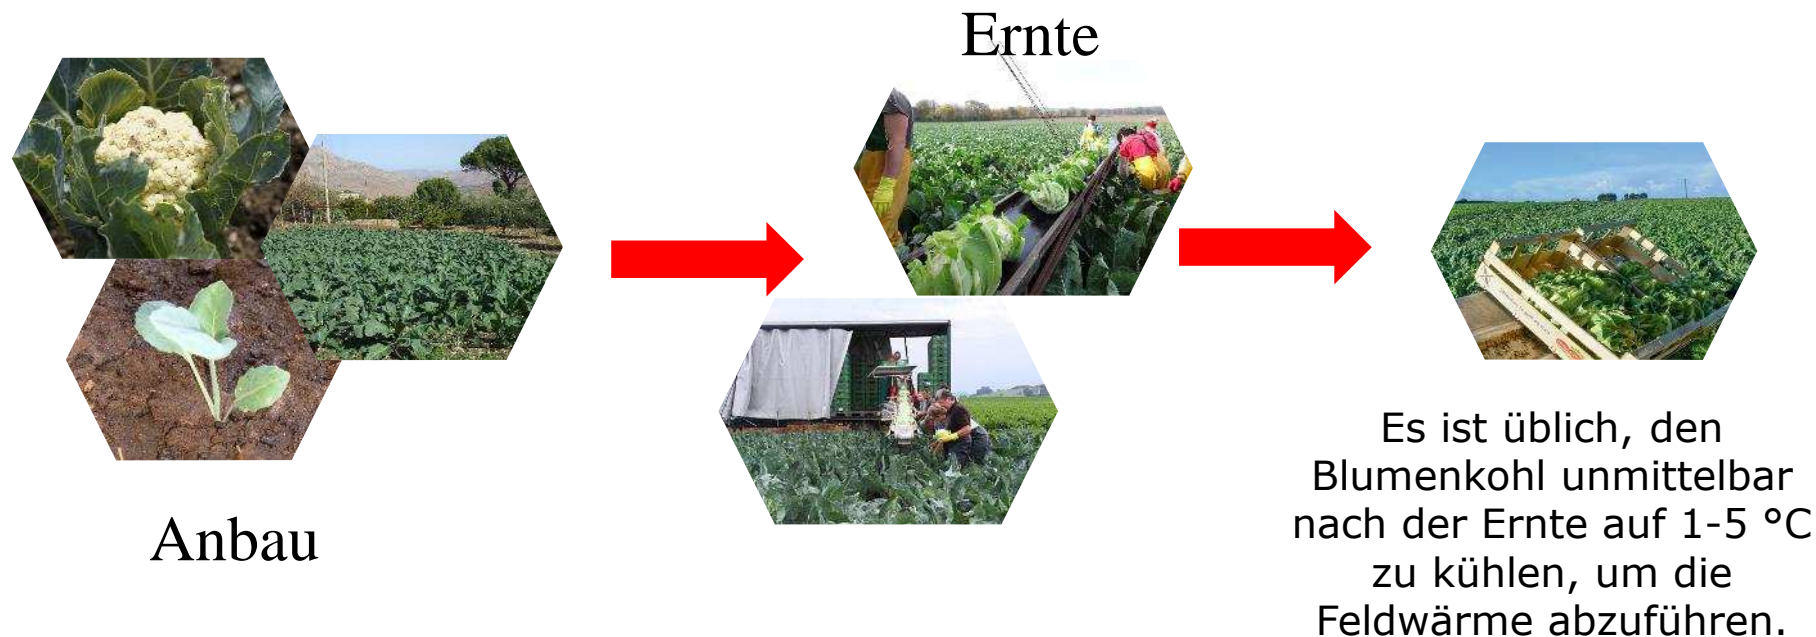 Ernte
Anbau
Es ist üblich, den
Blumenkohl unmittelbar
nach der Ernte auf 1-5 °C
zu kühlen, um die
Feldwärme abzuführen.